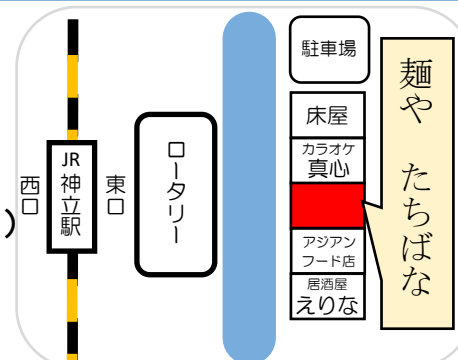 駐車場
床屋
カラオケ
真心
アジアン
フード店
居酒屋
えりな
麺や たちばな
ロータリー
東口
JR
神立駅
西口
)